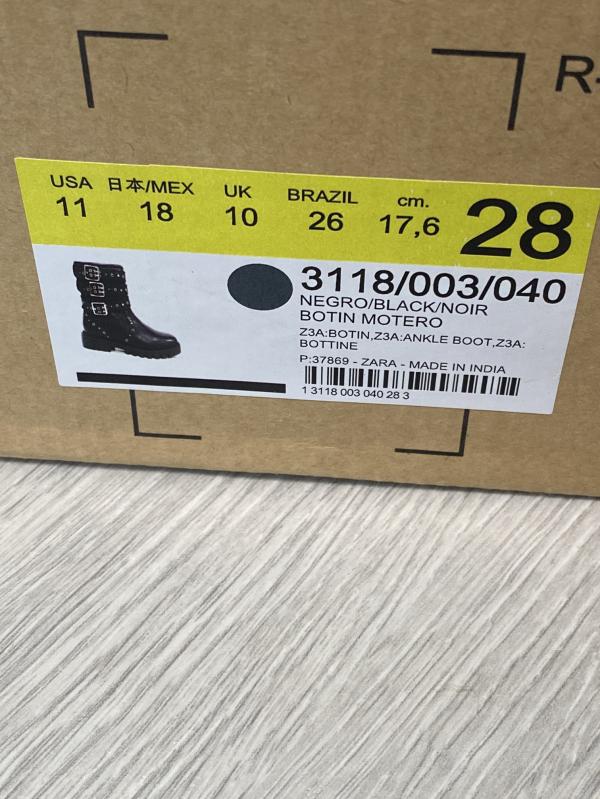 R-
USA 日本/MEX UK BRAZIL cm.
11 18 10 26 17,6 28
3118/003/040
NEGRO/BLACK/NOIR
BOTIN MOTERO
Z3A:BOTIN,Z3A:ANKLE BOOT,Z3A:
BOTTINE
P:37869 - ZARA - MADE IN INDIA
1 3118 003 040 28 3